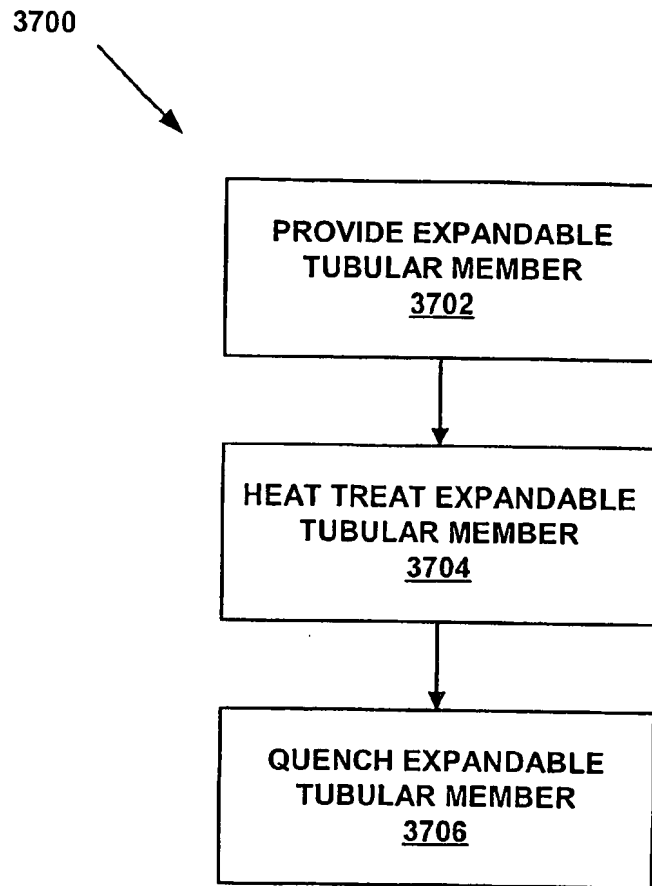 3700
PROVIDE EXPANDABLE
TUBULAR MEMBER
3702
HEAT TREAT EXPANDABLE
TUBULAR MEMBER
3704
QUENCH EXPANDABLE
TUBULAR MEMBER
3706